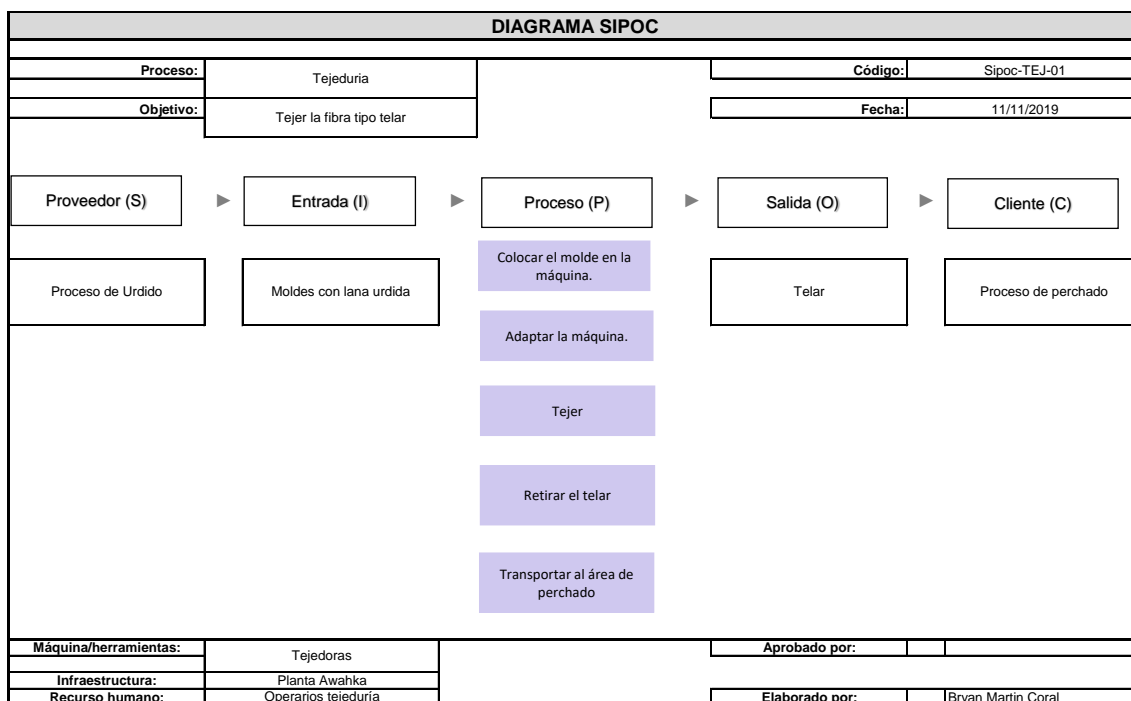 DIAGRAMA SIPOC
Proceso:
Tejeduria
Código:
Sipoc-TEJ-01
Objetivo:
Tejer la fibra tipo telar
Fecha:
11/11/2019
Proveedor (S)
Entrada (I)
Proceso (P)
Salida (O)
Cliente (C)
Proceso de Urdido
Moldes con lana urdida
Colocar el molde en la
máquina.
Adaptar la máquina.
Tejer
Retirar el telar
Transportar al área de
perchado
Telar
Proceso de perchado
Máquina/herramientas:
Tejedoras
Aprobado por:
Infraestructura:
Planta Awahka
Recurso humano:
Operarios tejeduría
Elaborado por:
Bryan Martin Coral